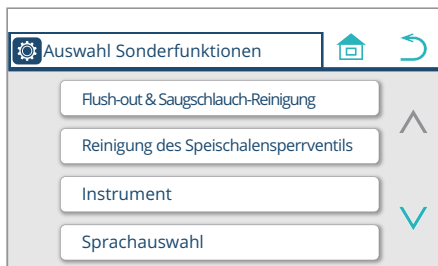 Auswahl Sonderfunktionen
Flush-out & Saugschlauch-Reinigung
Reinigung des Speischalensperrventils
Instrument
Sprachauswahl